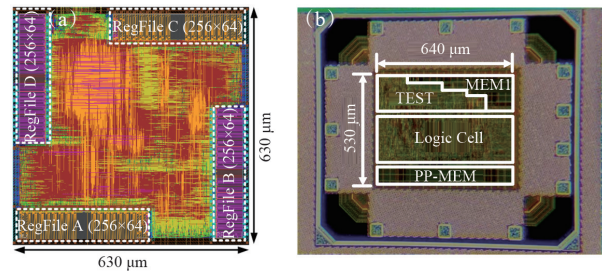 (a)
RegFile C (256×64)
RegFile D (256×64)
RegFile B (256×64)
RegFile A (256×64)
630 μm
630 μm
(b)
640 μm
530 μm
MEM1
TEST
Logic Cell
PP-MEM